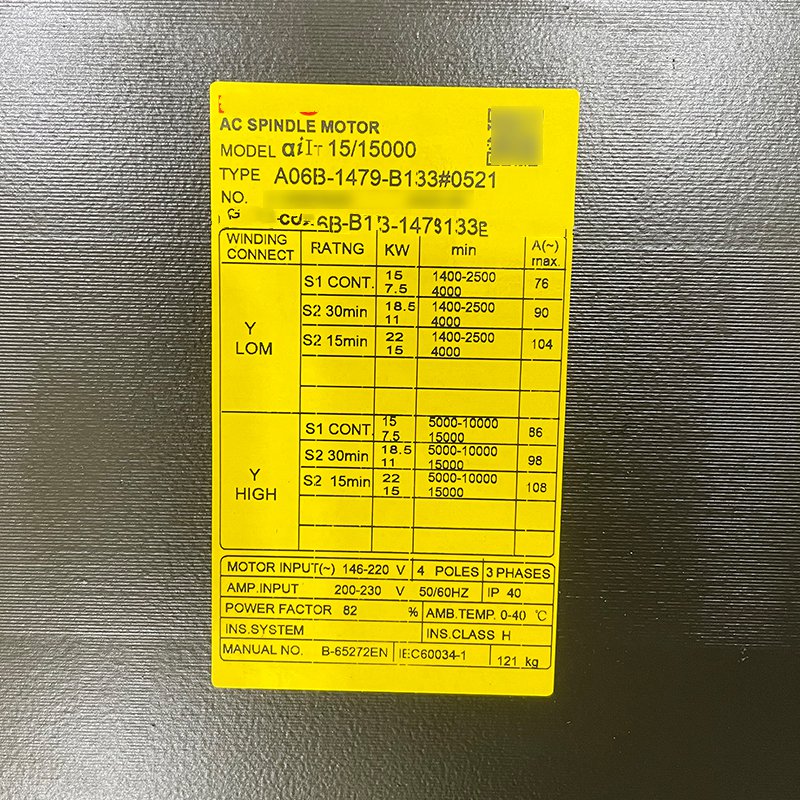 AC SPINDLE MOTOR
MODEL αiIT 15/15000
TYPE A06B-1479-B133#0521
NO.
WINDING CONNECT RATNG KW min A(~) max.
Y LOM
S1 CONT. 15 7.5 1400-2500 4000 76
S2 30min 18.5 11 1400-2500 4000 90
S2 15min 22 15 1400-2500 4000 104
Y HIGH
S1 CONT. 15 7.5 5000-10000 15000 86
S2 30min 18.5 11 5000-10000 15000 98
S2 15min 22 15 5000-10000 15000 108
MOTOR INPUT(~) 146-220 V 4 POLES 3 PHASES
AMP.INPUT 200-230 V 50/60HZ IP 40
POWER FACTOR 82 % AMB.TEMP. 0-40 ℃
INS.SYSTEM INS.CLASS H
MANUAL NO. B-65272EN IEC60034-1 121 kg